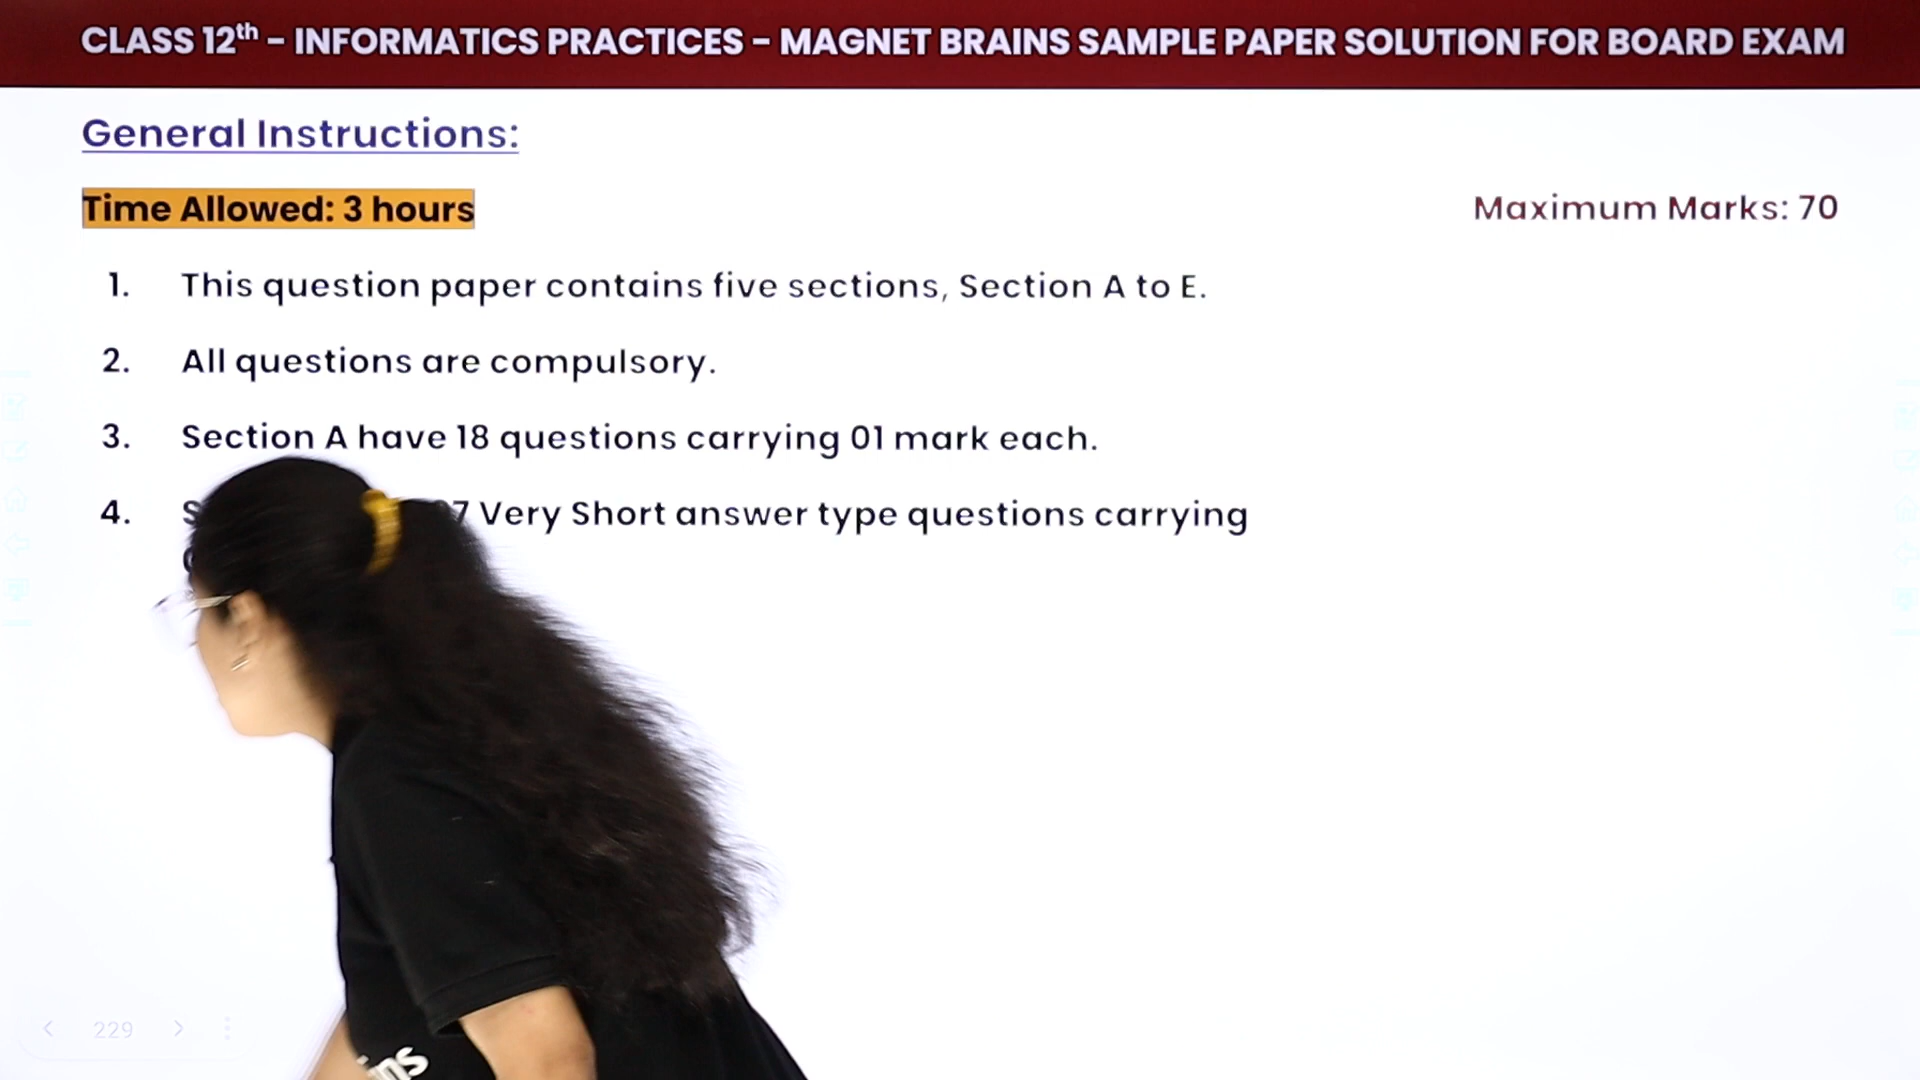 CLASS 12th – INFORMATICS PRACTICES – MAGNET BRAINS SAMPLE PAPER SOLUTION FOR BOARD EXAM
General Instructions:
Time Allowed: 3 hours
Maximum Marks: 70
1. This question paper contains five sections, Section A to E.
2. All questions are compulsory.
3. Section A have 18 questions carrying 01 mark each.
4. Very Short answer type questions carrying
229